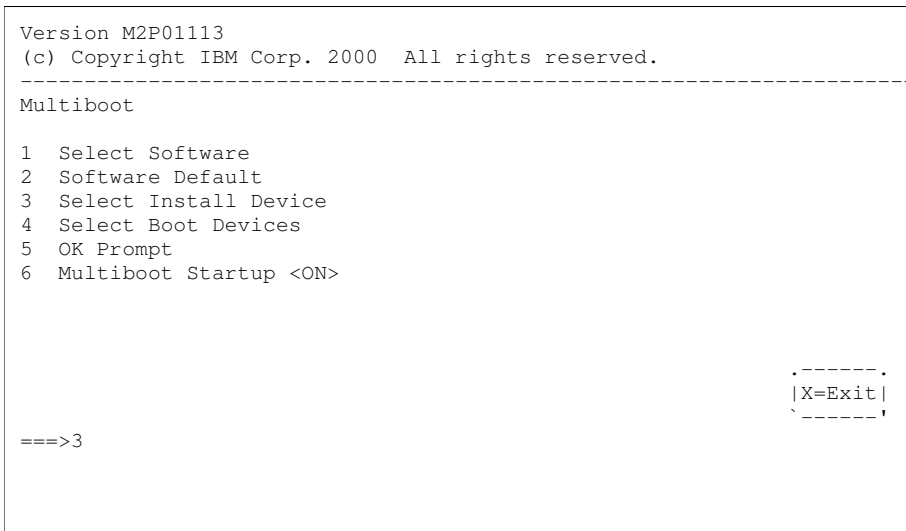 Version M2P01113
(c) Copyright IBM Corp. 2000  All rights reserved.
-----------------------------------------------------------------------
Multiboot
1  Select Software
2  Software Default
3  Select Install Device
4  Select Boot Devices
5  OK Prompt
6  Multiboot Startup <ON>
.------.
|X=Exit|
`------'
===>3